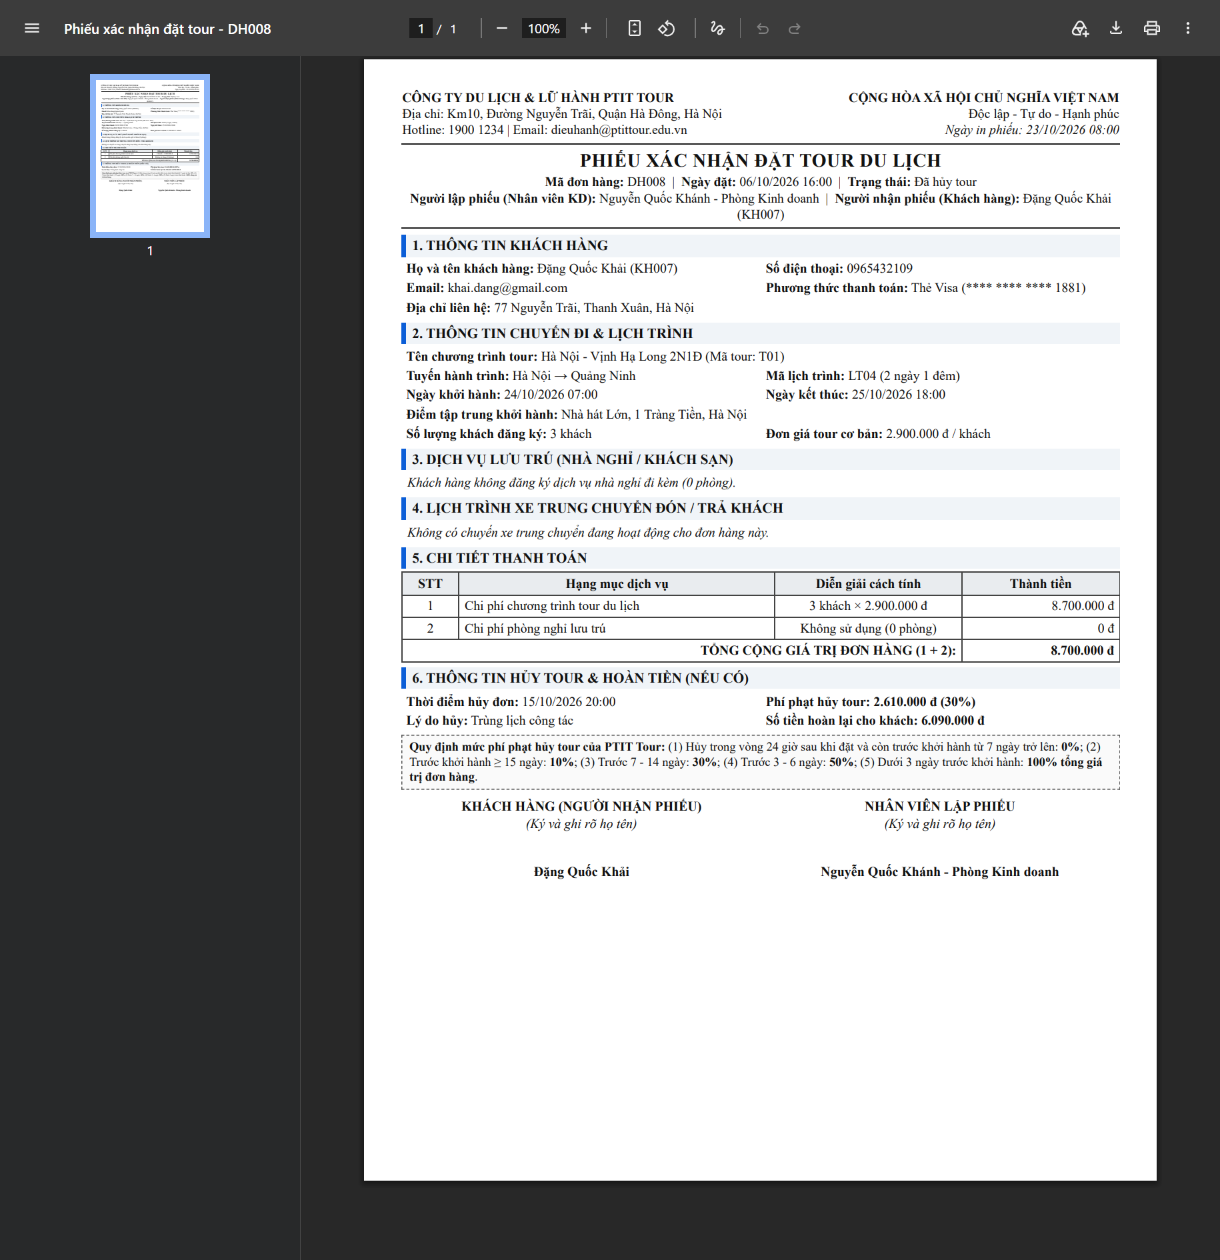 Phiếu xác nhận đặt tour - DH008
1 / 1
100%
1
CÔNG TY DU LỊCH & LỮ HÀNH PTIT TOUR
Địa chỉ: Km10, Đường Nguyễn Trãi, Quận Hà Đông, Hà Nội
Hotline: 1900 1234 | Email: dieuhanh@ptittour.edu.vn
CỘNG HÒA XÃ HỘI CHỦ NGHĨA VIỆT NAM
Độc lập - Tự do - Hạnh phúc
Ngày in phiếu: 23/10/2026 08:00
PHIẾU XÁC NHẬN ĐẶT TOUR DU LỊCH
Mã đơn hàng: DH008 | Ngày đặt: 06/10/2026 16:00 | Trạng thái: Đã hủy tour
Người lập phiếu (Nhân viên KD): Nguyễn Quốc Khánh - Phòng Kinh doanh | Người nhận phiếu (Khách hàng): Đặng Quốc Khải
(KH007)
1. THÔNG TIN KHÁCH HÀNG
Họ và tên khách hàng: Đặng Quốc Khải (KH007)
Số điện thoại: 0965432109
Email: khai.dang@gmail.com
Phương thức thanh toán: Thẻ Visa (**** **** **** 1881)
Địa chỉ liên hệ: 77 Nguyễn Trãi, Thanh Xuân, Hà Nội
2. THÔNG TIN CHUYẾN ĐI & LỊCH TRÌNH
Tên chương trình tour: Hà Nội - Vịnh Hạ Long 2N1Đ (Mã tour: T01)
Tuyến hành trình: Hà Nội → Quảng Ninh
Mã lịch trình: LT04 (2 ngày 1 đêm)
Ngày khởi hành: 24/10/2026 07:00
Ngày kết thúc: 25/10/2026 18:00
Điểm tập trung khởi hành: Nhà hát Lớn, 1 Tràng Tiền, Hà Nội
Số lượng khách đăng ký: 3 khách
Đơn giá tour cơ bản: 2.900.000 đ / khách
3. DỊCH VỤ LƯU TRÚ (NHÀ NGHỈ / KHÁCH SẠN)
Khách hàng không đăng ký dịch vụ nhà nghỉ đi kèm (0 phòng).
4. LỊCH TRÌNH XE TRUNG CHUYỂN ĐÓN / TRẢ KHÁCH
Không có chuyến xe trung chuyển đang hoạt động cho đơn hàng này.
5. CHI TIẾT THANH TOÁN
STT Hạng mục dịch vụ Diễn giải cách tính Thành tiền
1 Chi phí chương trình tour du lịch 3 khách × 2.900.000 đ 8.700.000 đ
2 Chi phí phòng nghỉ lưu trú Không sử dụng (0 phòng) 0 đ
TỔNG CỘNG GIÁ TRỊ ĐƠN HÀNG (1 + 2): 8.700.000 đ
6. THÔNG TIN HỦY TOUR & HOÀN TIỀN (NẾU CÓ)
Thời điểm hủy đơn: 15/10/2026 20:00
Phí phạt hủy tour: 2.610.000 đ (30%)
Lý do hủy: Trùng lịch công tác
Số tiền hoàn lại cho khách: 6.090.000 đ
Quy định mức phí phạt hủy tour của PTIT Tour: (1) Hủy trong vòng 24 giờ sau khi đặt và còn trước khởi hành từ 7 ngày trở lên: 0%; (2)
Trước khởi hành ≥ 15 ngày: 10%; (3) Trước 7 - 14 ngày: 30%; (4) Trước 3 - 6 ngày: 50%; (5) Dưới 3 ngày trước khởi hành: 100% tổng giá
trị đơn hàng.
KHÁCH HÀNG (NGƯỜI NHẬN PHIẾU)
(Ký và ghi rõ họ tên)
Đặng Quốc Khải
NHÂN VIÊN LẬP PHIẾU
(Ký và ghi rõ họ tên)
Nguyễn Quốc Khánh - Phòng Kinh doanh